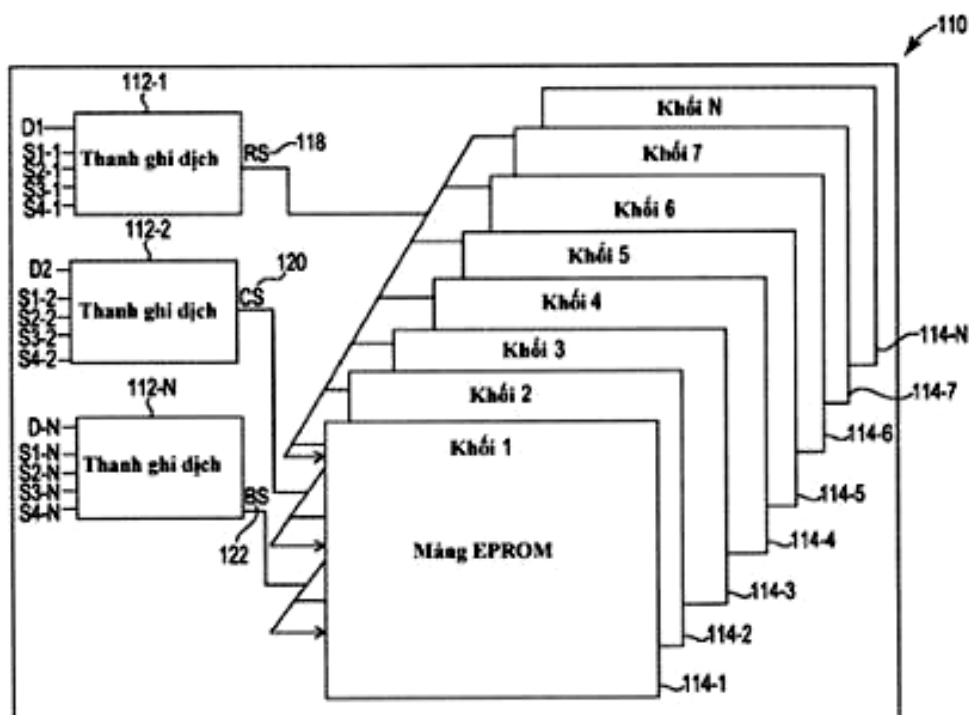 110
112-1
D1
S1-1
S2-1
S3-1
S4-1
Thanh ghi dịch
RS
118
112-2
D2
S1-2
S2-2
S3-2
S4-2
Thanh ghi dịch
CS
120
112-N
D-N
S1-N
S2-N
S3-N
S4-N
Thanh ghi dịch
BS
122
Khối N
Khối 7
Khối 6
Khối 5
Khối 4
Khối 3
Khối 2
Khối 1
Mảng EPROM
114-N
114-7
114-6
114-5
114-4
114-3
114-2
114-1